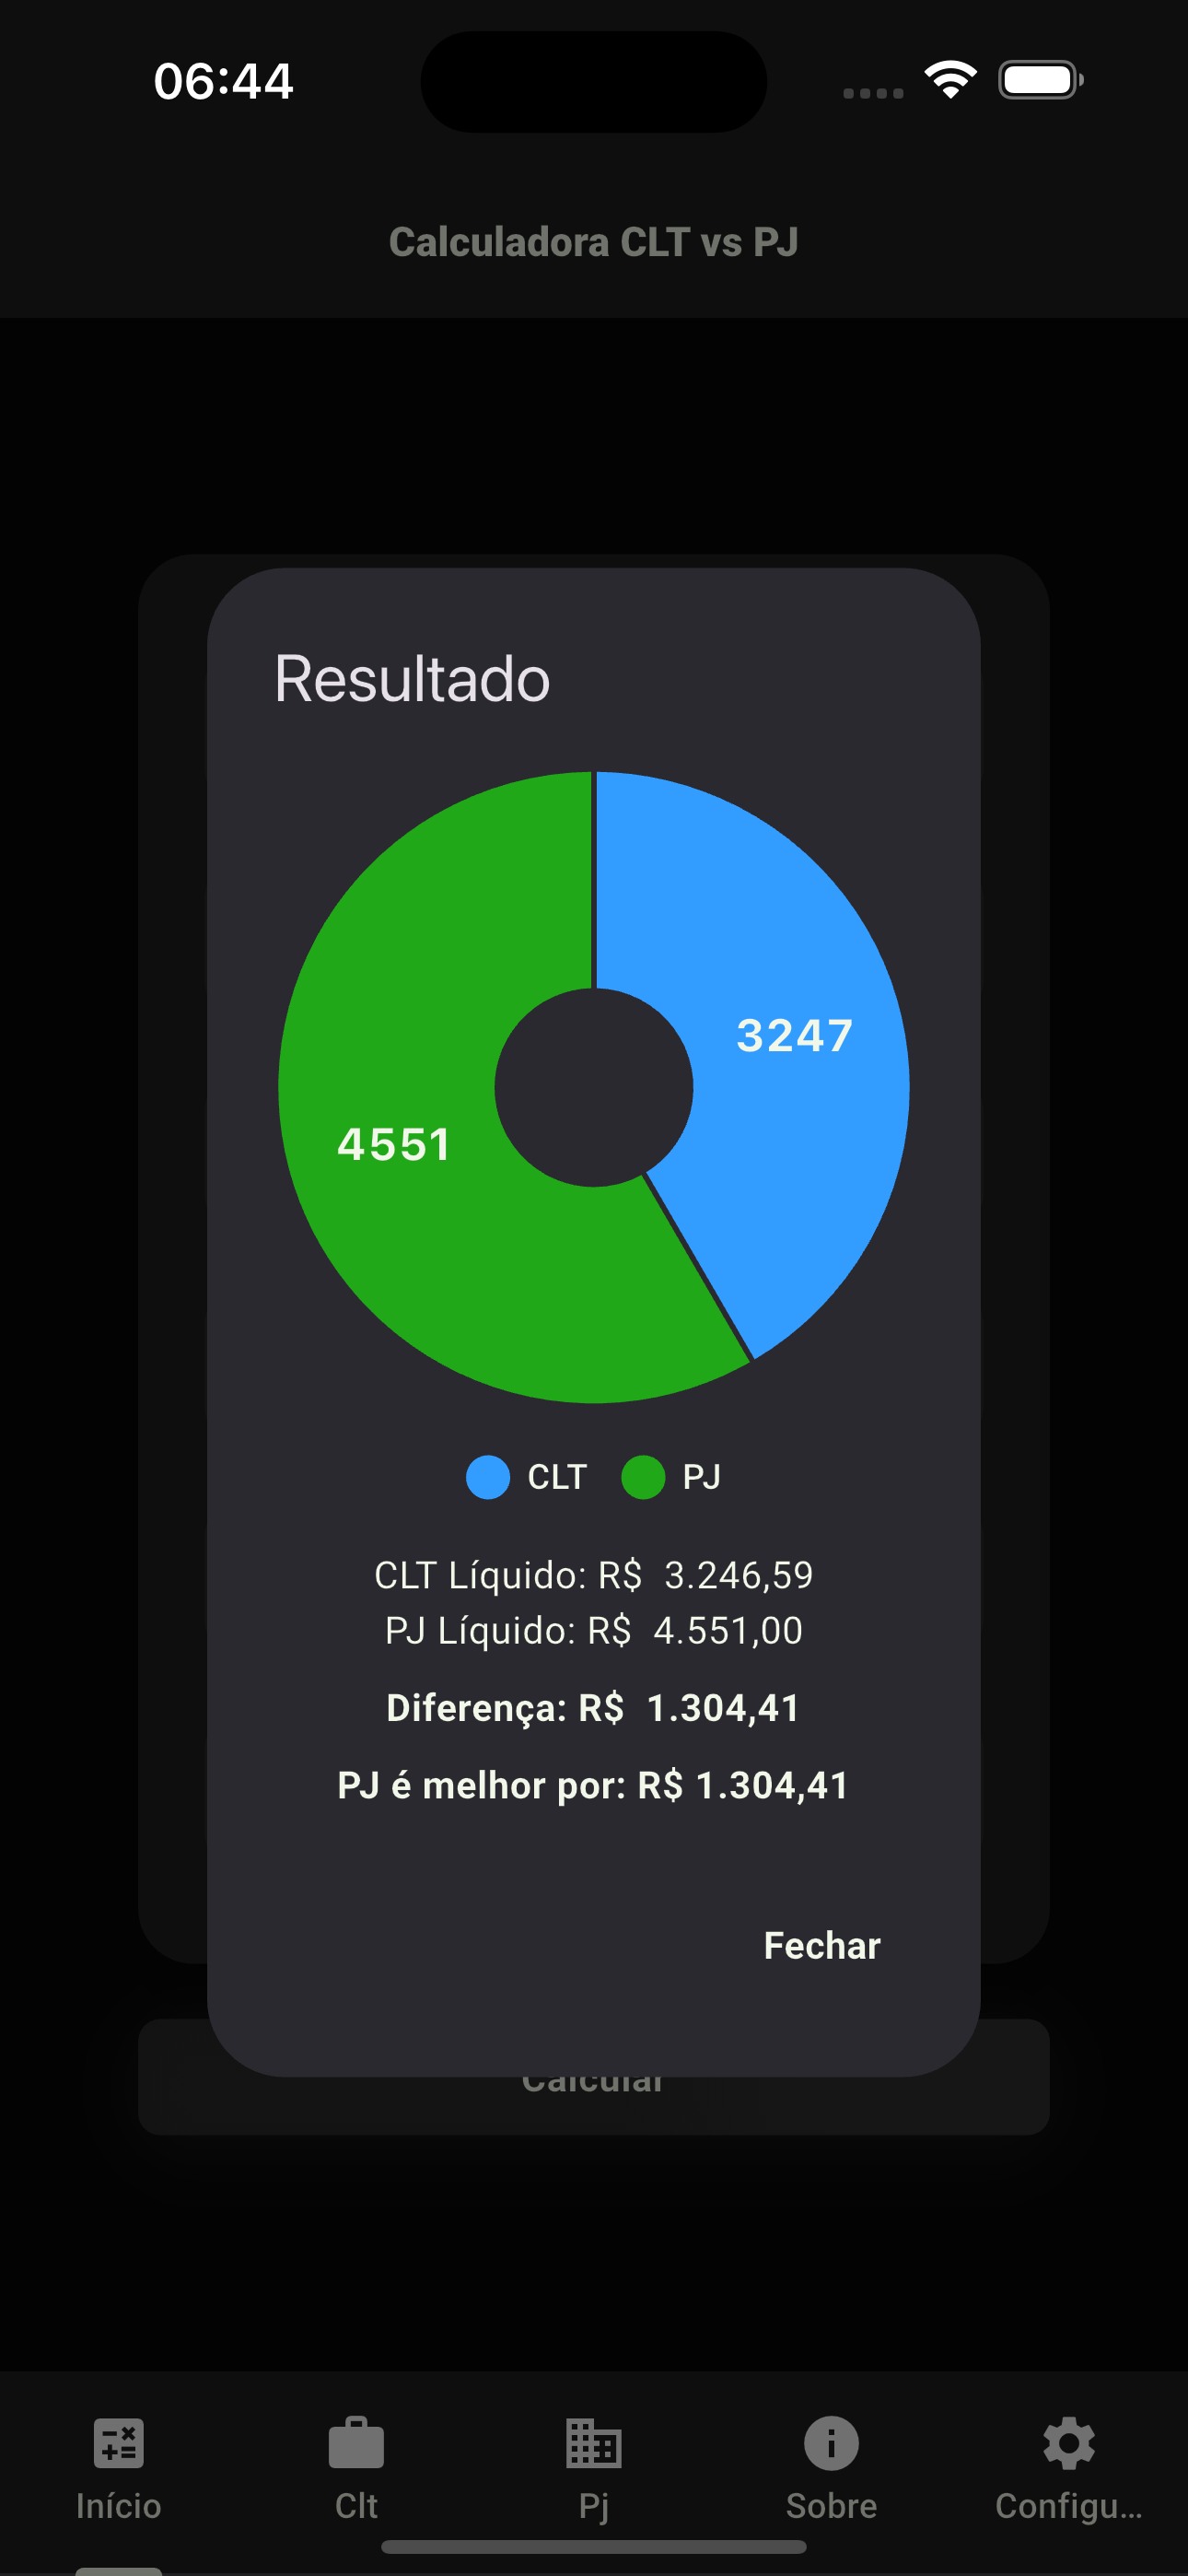 06:44
Calculadora CLT vs PJ
Resultado
3247
4551
CLT PJ
CLT Líquido: R$ 3.246,59
PJ Líquido: R$ 4.551,00
Diferença: R$ 1.304,41
PJ é melhor por: R$ 1.304,41
Fechar
Calcular
Início Clt Pj Sobre Configu...